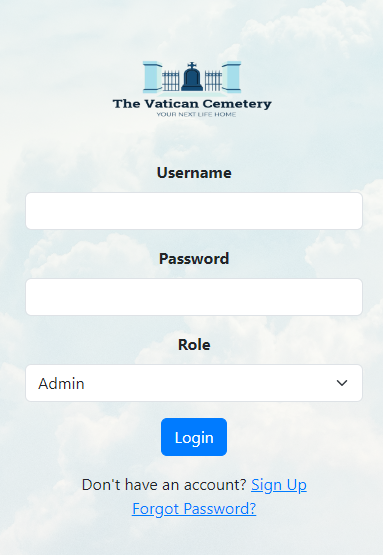 The Vatican Cemetery
YOUR NEXT LIFE HOME
Username
Password
Role
Admin
Login
Don't have an account? Sign Up
Forgot Password?